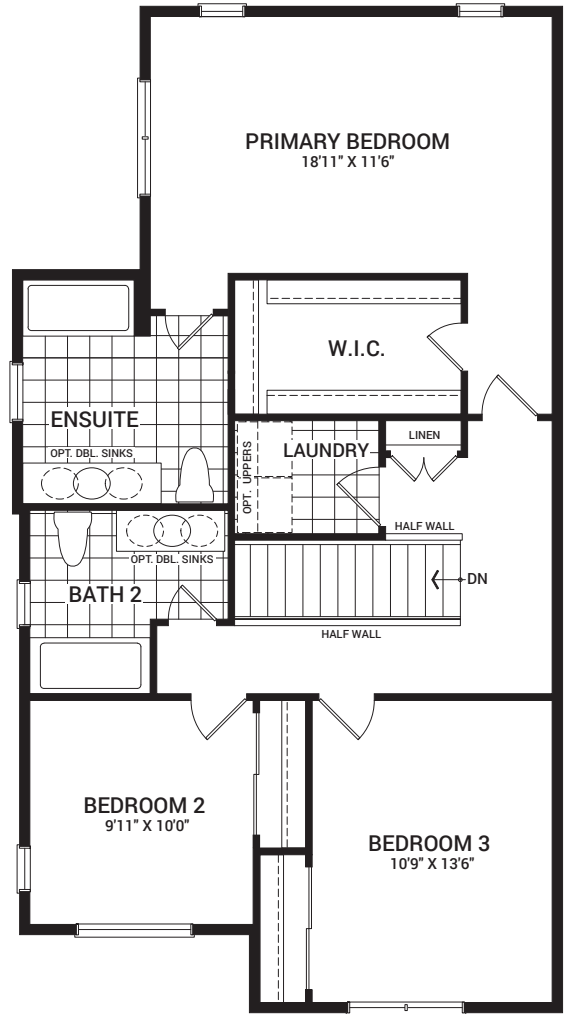 PRIMARY BEDROOM
18'11" X 11'6"
W.I.C.
ENSUITE
OPT. DBL. SINKS
OPT. UPPERS
LAUNDRY
LINEN
HALF WALL
DN
HALF WALL
OPT. DBL. SINKS
BATH 2
BEDROOM 2
9'11" X 10'0"
BEDROOM 3
10'9" X 13'6"